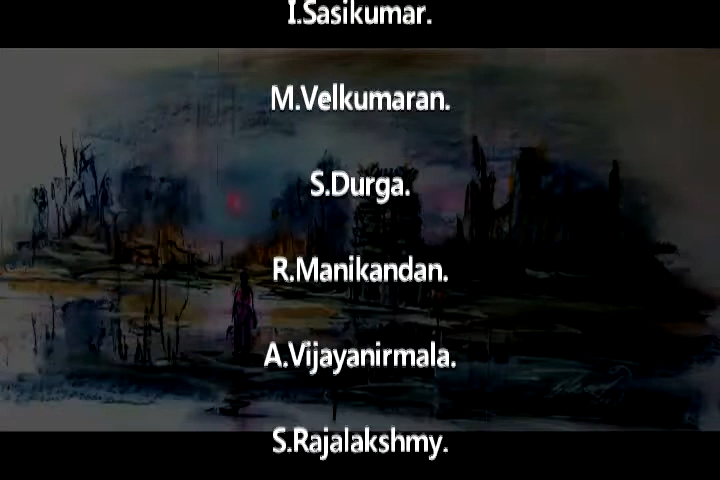 I.Sasikumar.
M.Velkumaran.
S.Durga.
R.Manikandan.
A.Vijayanirmala.
S.Rajalakshmy.